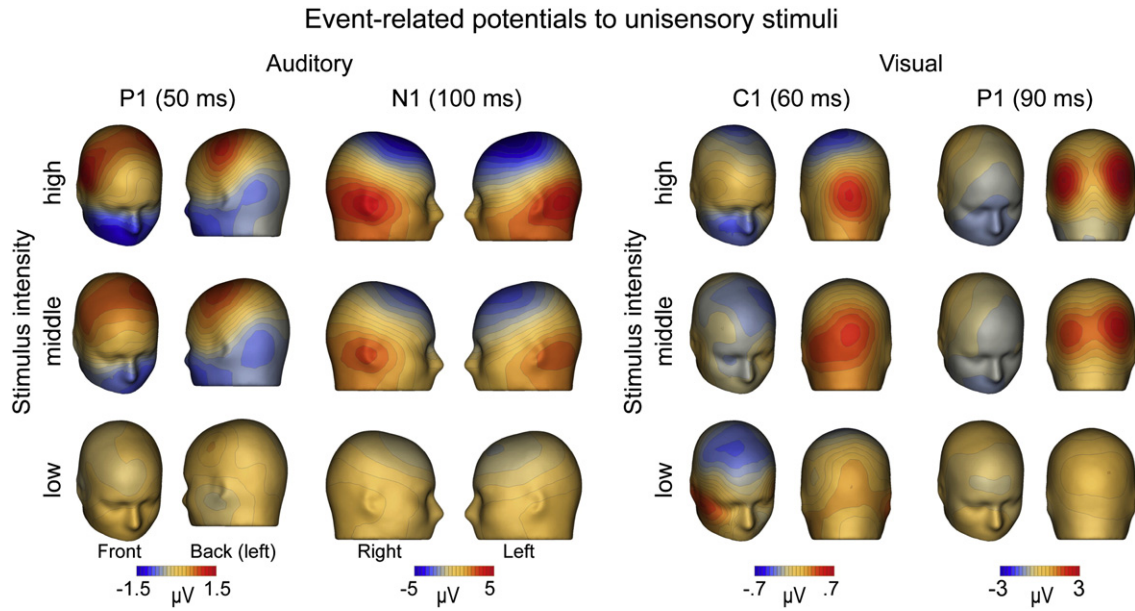 Event-related potentials to unisensory stimuli
Auditory
Visual
P1 (50 ms)
N1 (100 ms)
C1 (60 ms)
P1 (90 ms)
Stimulus intensity
high
middle
low
Stimulus intensity
high
middle
low
Front
Back (left)
Right
Left
-1.5
1.5
µV
-5
5
µV
-.7
.7
µV
-3
3
µV